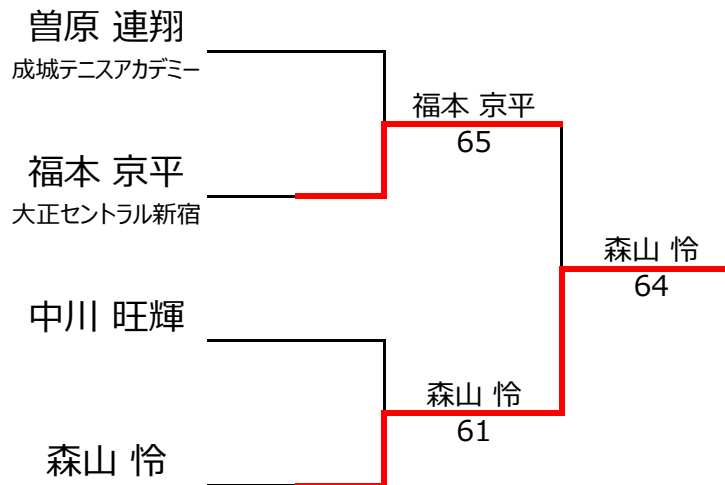 曽原 連翔
成城テニスアカデミー
福本 京平
65
福本 京平
大正セントラル新宿
森山 怜
64
中川 旺輝
森山 怜
61
森山 怜